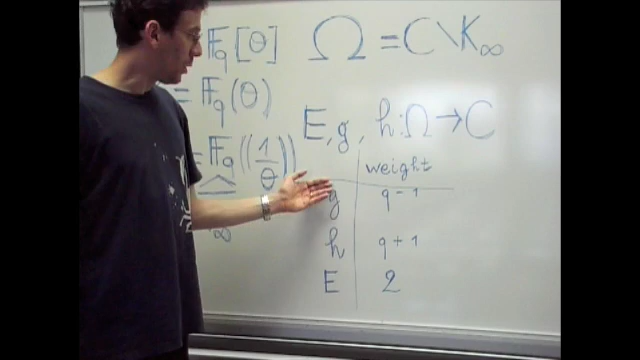 𝔽_q[θ]
= 𝔽_q(θ)
= 𝔽_q((1/θ))
∞
Ω = C∖K_∞
E, g, h: Ω → C
weight
g q-1
h q+1
E 2